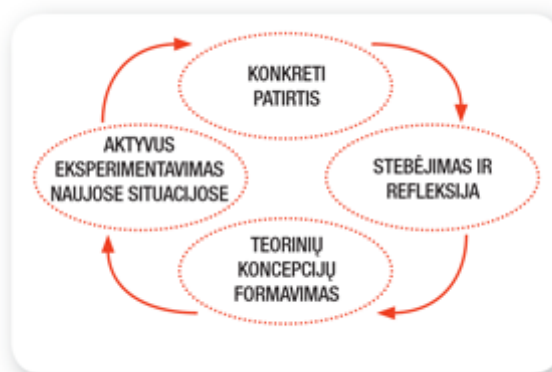 KONKRETI
PATIRTIS
AKTYVUS
EKSPERIMENTAVIMAS
NAUJOSE SITUACIJOSE
STEBĖJIMAS IR
REFLEKSIJA
TEORINIŲ
KONCEPCIJŲ
FORMAVIMAS